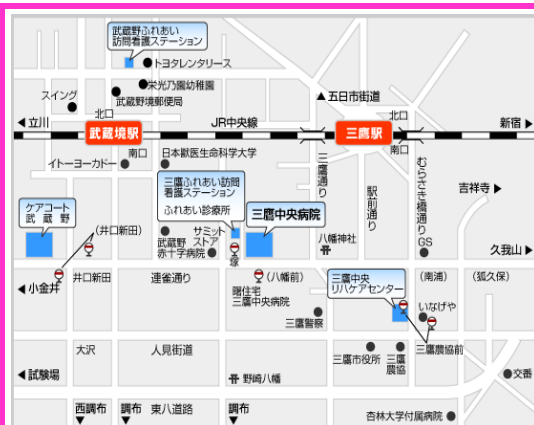 武蔵野ふれあい
訪問看護ステーション
トヨタレンタリース
栄光乃園幼稚園
武蔵野境郵便局
スイング
北口
▲五日市街道
北口
◀立川
武蔵境駅
JR中央線
三鷹駅
新宿▶
南口
イトーヨーカドー
日本獣医生命科学大学
南口
三鷹通り
駅前通り
むらさき橋通り
吉祥寺▶
三鷹ふれあい訪問
看護ステーション
ふれあい診療所
ケアコート
武蔵野
三鷹中央病院
(井口新田)
武蔵野
赤十字病院
サミット
ストア
塚
八幡神社
GS
久我山▶
◀小金井
井口新田
連雀通り
(八幡前)
曙住宅
三鷹中央病院
三鷹中央
リハケアセンター
(南浦)
(狐久保)
いなげや
三鷹警察
大沢
人見街道
三鷹市役所
三鷹
農協
三鷹農協前
◀試験場
野崎八幡
交番
西調布
▼
調布
▼
東八道路
調布
▼
杏林大学付属病院